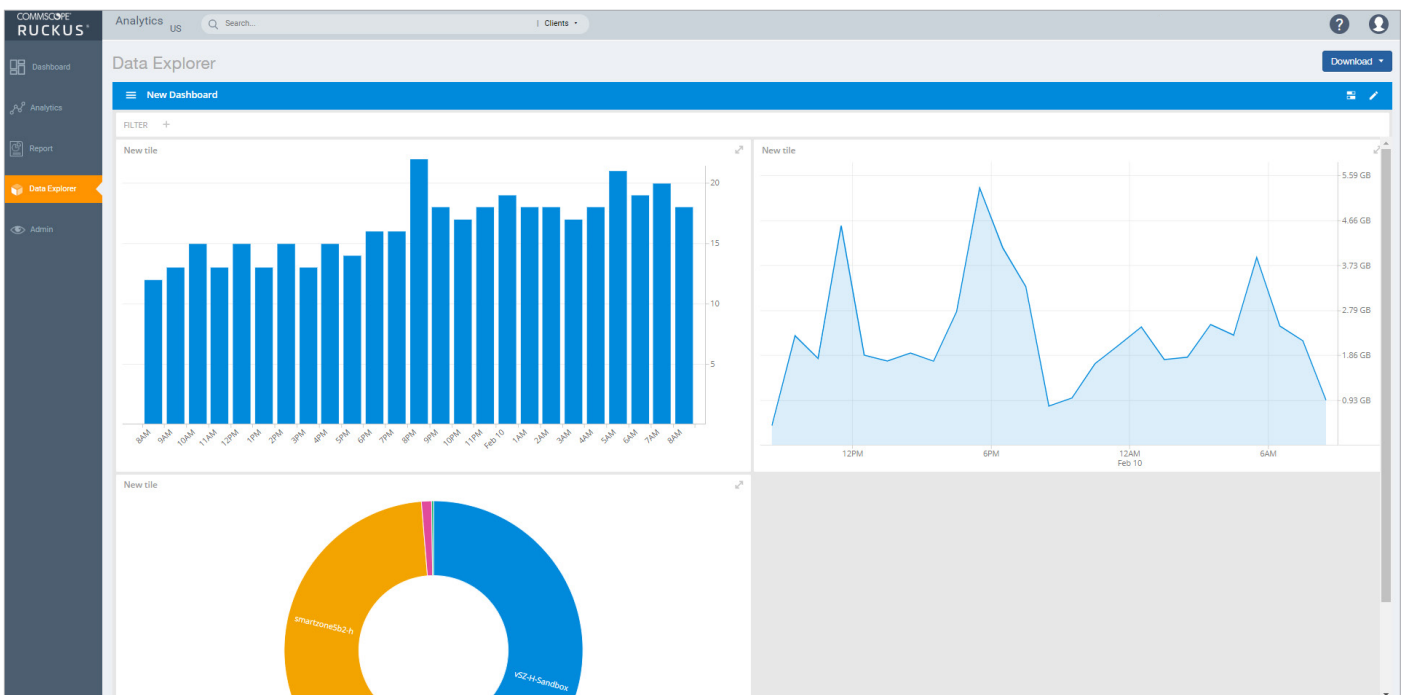 COMMSCOPE
RUCKUS®
Analytics US
Search...
| Clients
Dashboard
Analytics
Report
Data Explorer
Admin
Data Explorer
Download
New Dashboard
FILTER +
New tile
20
15
10
5
8AM 9AM 10AM 11AM 12PM 1PM 2PM 3PM 4PM 5PM 6PM 7PM 8PM 9PM 10PM 11PM Feb 10 1AM 2AM 3AM 4AM 5AM 6AM 7AM 8AM
New tile
5.59 GB
4.66 GB
3.73 GB
2.79 GB
1.86 GB
0.93 GB
12PM 6PM 12AM 6AM
Feb 10
New tile
smartzone5b2-h
vSZ-H-Sandbox